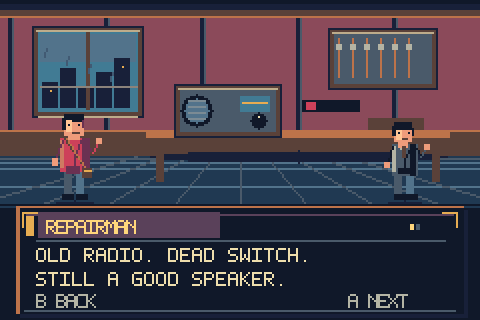 REPAIRMAN
OLD RADIO. DEAD SWITCH.
STILL A GOOD SPEAKER.
B BACK A NEXT